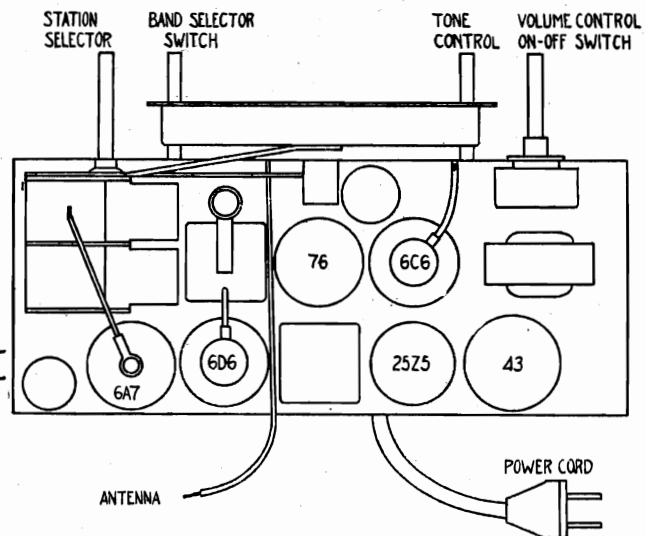 STATION
SELECTOR
BAND SELECTOR
SWITCH
TONE
CONTROL
VOLUME CONTROL
ON-OFF SWITCH
76
6C6
6A7
6D6
25Z5
43
ANTENNA
POWER CORD